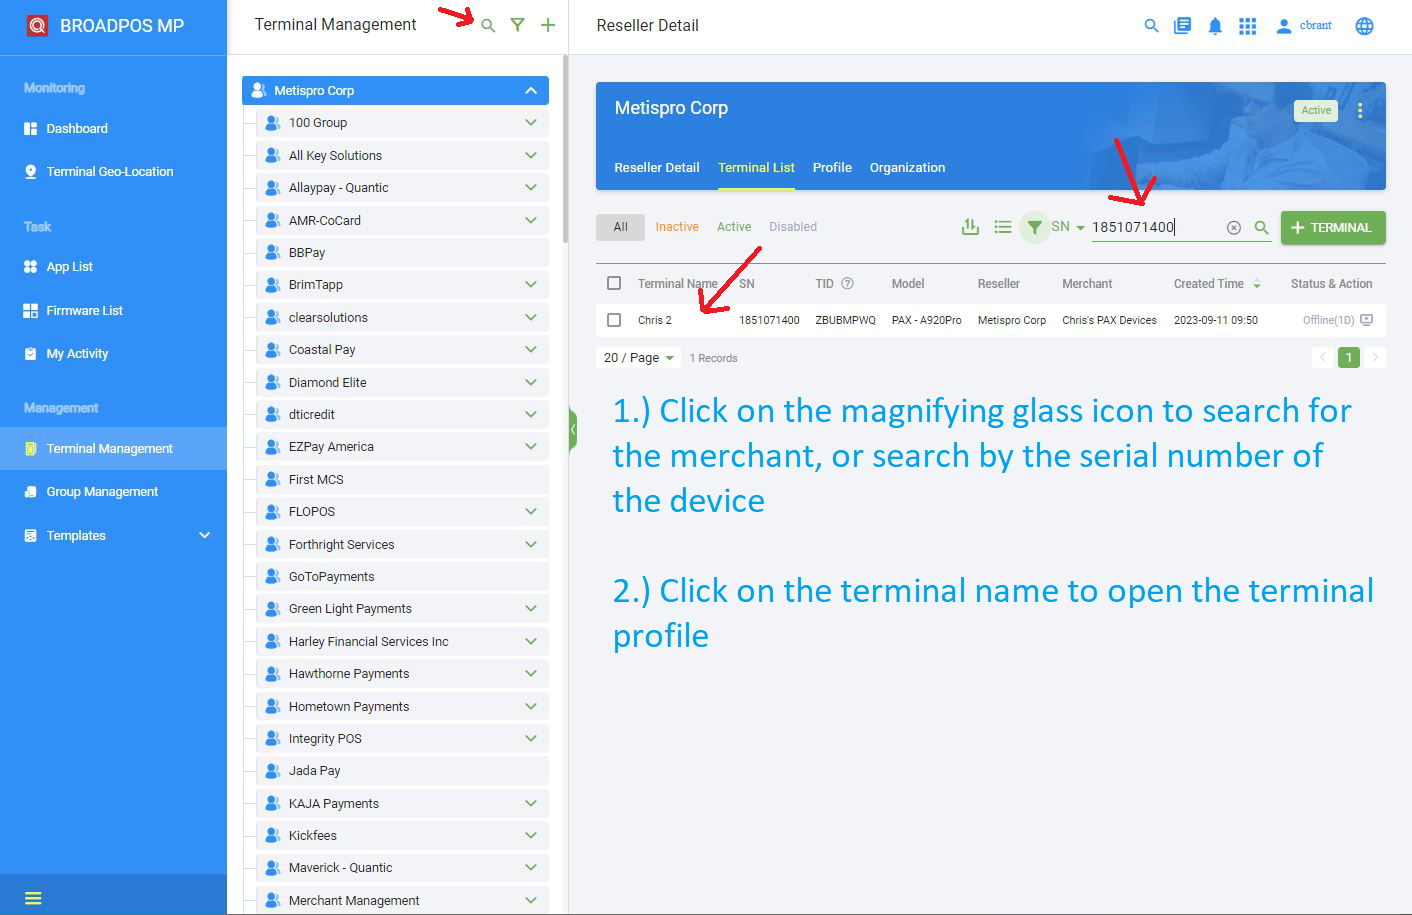 BROADPOS MP
Monitoring
Dashboard
Terminal Geo-Location
Task
App List
Firmware List
My Activity
Management
Terminal Management
Group Management
Templates
Terminal Management
Metispro Corp
100 Group
All Key Solutions
Allaypay - Quantic
AMR-CoCard
BBPay
BrimTapp
clearsolutions
Coastal Pay
Diamond Elite
dticredit
EZPay America
First MCS
FLOPOS
Forthright Services
GoToPayments
Green Light Payments
Harley Financial Services Inc
Hawthorne Payments
Hometown Payments
Integrity POS
Jada Pay
KAJA Payments
Kickfees
Maverick - Quantic
Merchant Management
Reseller Detail
cbrant
Metispro Corp
Active
Reseller Detail Terminal List Profile Organization
All Inactive Active Disabled SN 1851071400 + TERMINAL
Terminal Name SN TID ? Model Reseller Merchant Created Time Status & Action
Chris 2 1851071400 ZBUBMPWQ PAX - A920Pro Metispro Corp Chris's PAX Devices 2023-09-11 09:50 Offline(1D)
20 / Page 1 Records < 1 >
1.) Click on the magnifying glass icon to search for
the merchant, or search by the serial number of
the device
2.) Click on the terminal name to open the terminal
profile